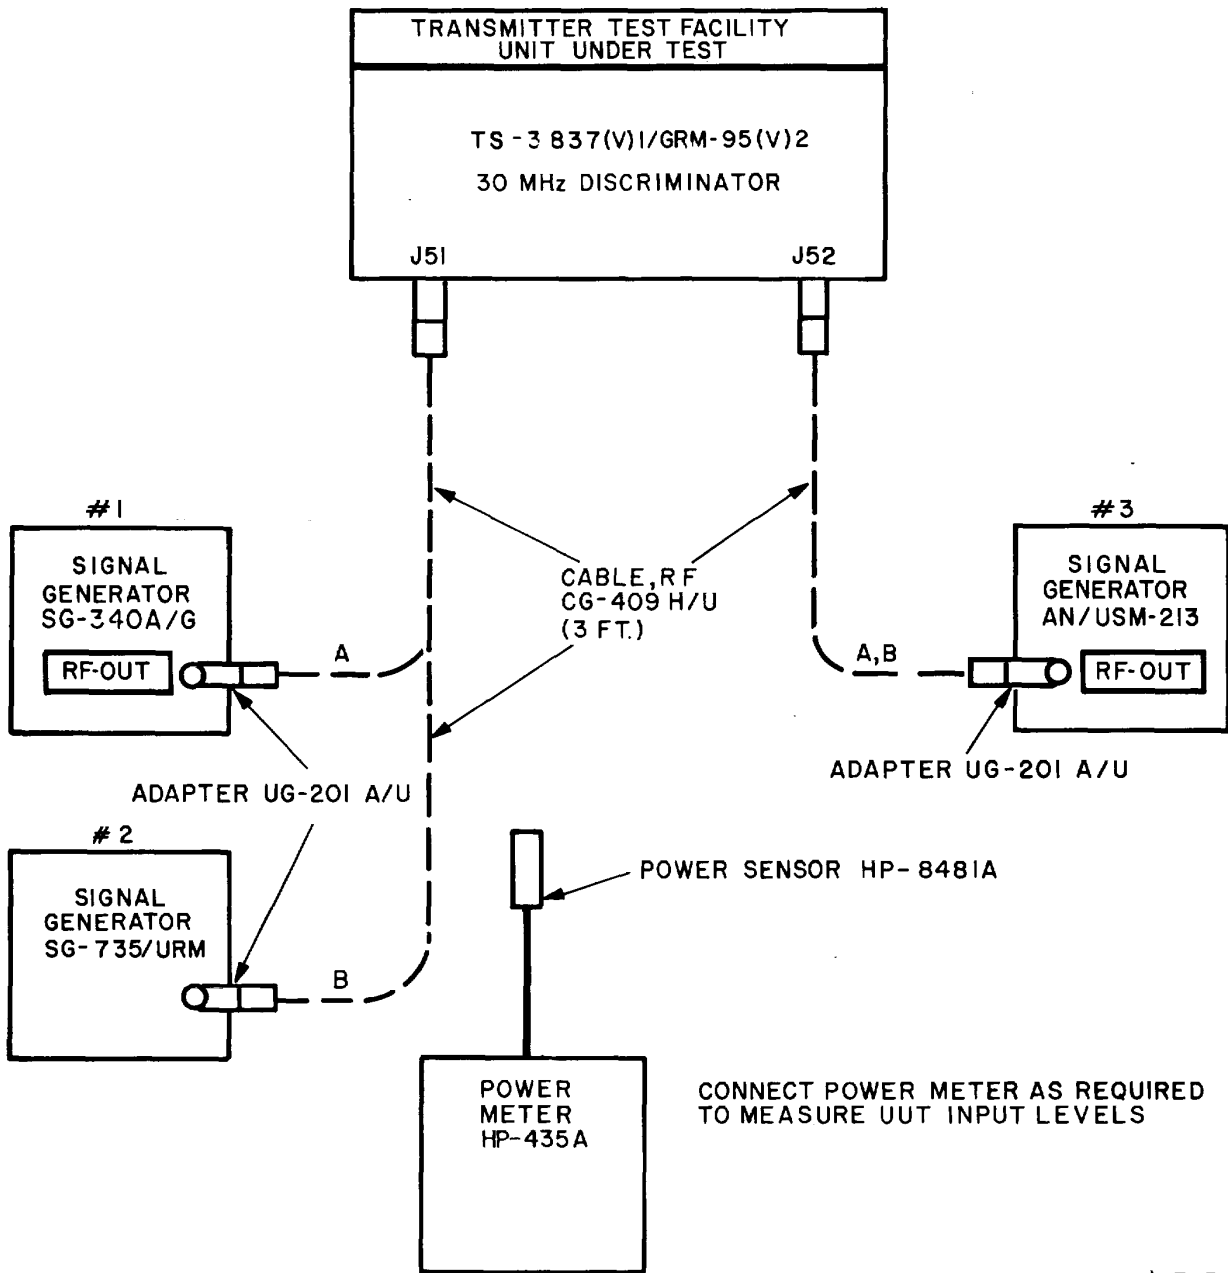 TRANSMITTER TEST FACILITY
UNIT UNDER TEST
TS-3837(V)1/GRM-95(V)2
30 MHz DISCRIMINATOR
J51
J52
#1
SIGNAL
GENERATOR
SG-340A/G
RF-OUT
A
CABLE, RF
CG-409 H/U
(3 FT.)
#3
SIGNAL
GENERATOR
AN/USM-213
RF-OUT
A,B
ADAPTER UG-201 A/U
ADAPTER UG-201 A/U
#2
SIGNAL
GENERATOR
SG-735/URM
B
POWER SENSOR HP-8481A
POWER
METER
HP-435A
CONNECT POWER METER AS REQUIRED
TO MEASURE UUT INPUT LEVELS